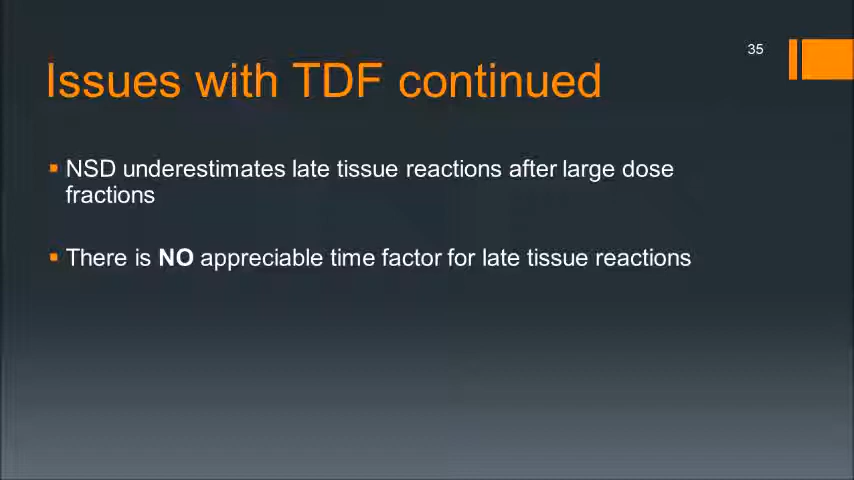 35
Issues with TDF continued
NSD underestimates late tissue reactions after large dose
fractions
There is NO appreciable time factor for late tissue reactions